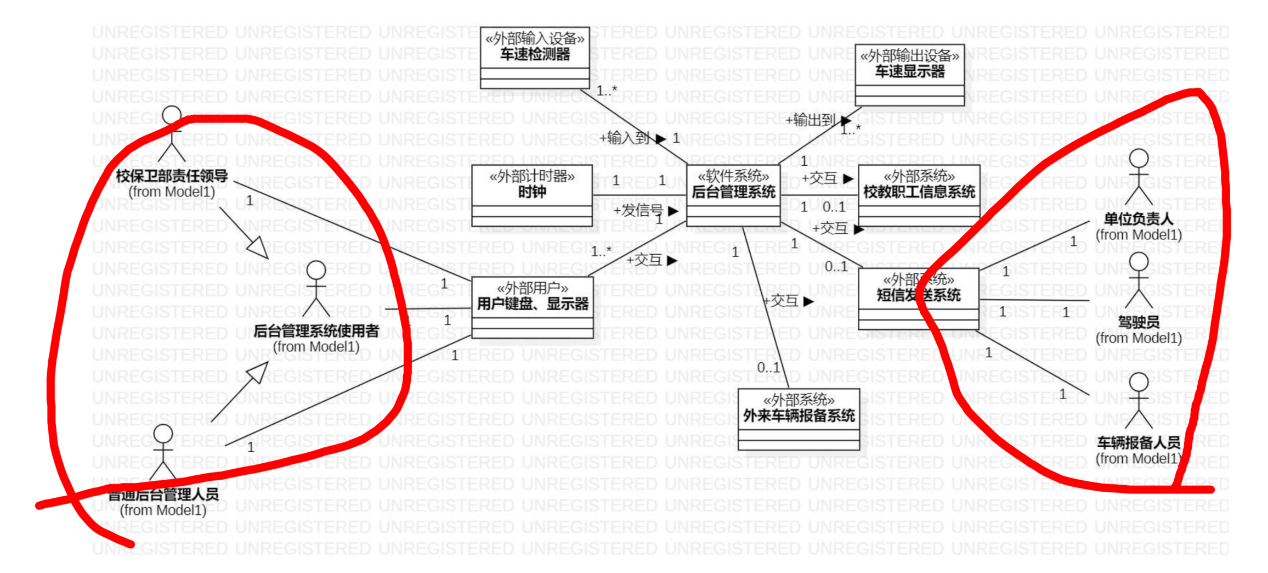 «外部输入设备»
车速检测器
«外部输出设备»
车速显示器
1..*
+输入到 ▶ 1
+输出到 ▶
1..*
校保卫部责任领导
(from Model1)
1
«外部计时器»
时钟
1
1
+发信号 ▶
«软件系统»
后台管理系统
1
+交互 ▶
1 0..1
«外部系统»
校教职工信息系统
单位负责人
(from Model1)
1
1
1..*
+交互 ▶
1
1
1
+交互 ▶
0..1
«外部用户»
用户键盘、显示器
1
1
1
«外部系统»
短信发送系统
后台管理系统使用者
(from Model1)
1
+交互 ▶
0..1
驾驶员
(from Model1)
1
1
1
1
«外部系统»
外来车辆报备系统
车辆报备人员
(from Model1)
1
普通后台管理人员
(from Model1)
UNREGISTERED UNREGISTERED UNREGISTERED UNREGISTERED UNREGISTERED UNREGISTERED UNREGISTERED UNREGISTERED